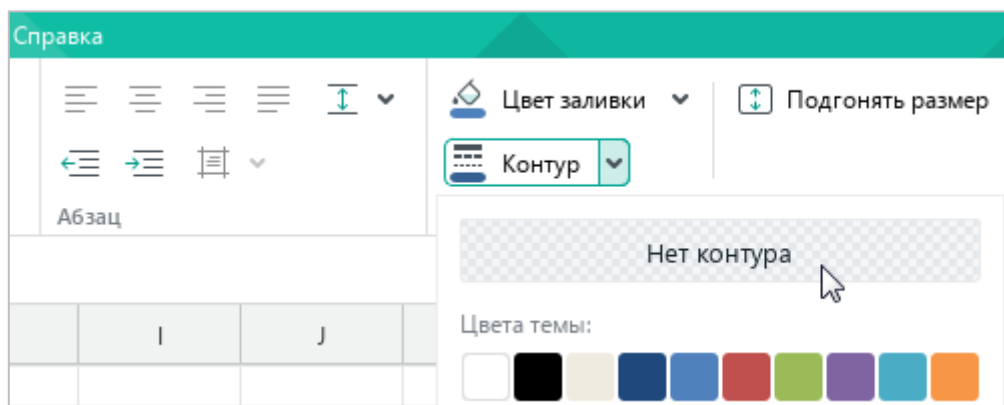 Справка
Цвет заливки
Подгонять размер
Контур
Абзац
Нет контура
I
J
Цвета темы: